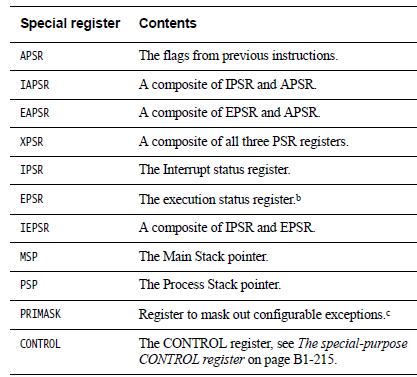 Special register Contents
APSR The flags from previous instructions.
IAPSR A composite of IPSR and APSR.
EAPSR A composite of EPSR and APSR.
XPSR A composite of all three PSR registers.
IPSR The Interrupt status register.
EPSR The execution status register.b
IEPSR A composite of IPSR and EPSR.
MSP The Main Stack pointer.
PSP The Process Stack pointer.
PRIMASK Register to mask out configurable exceptions.c
CONTROL The CONTROL register, see The special-purpose
CONTROL register on page B1-215.